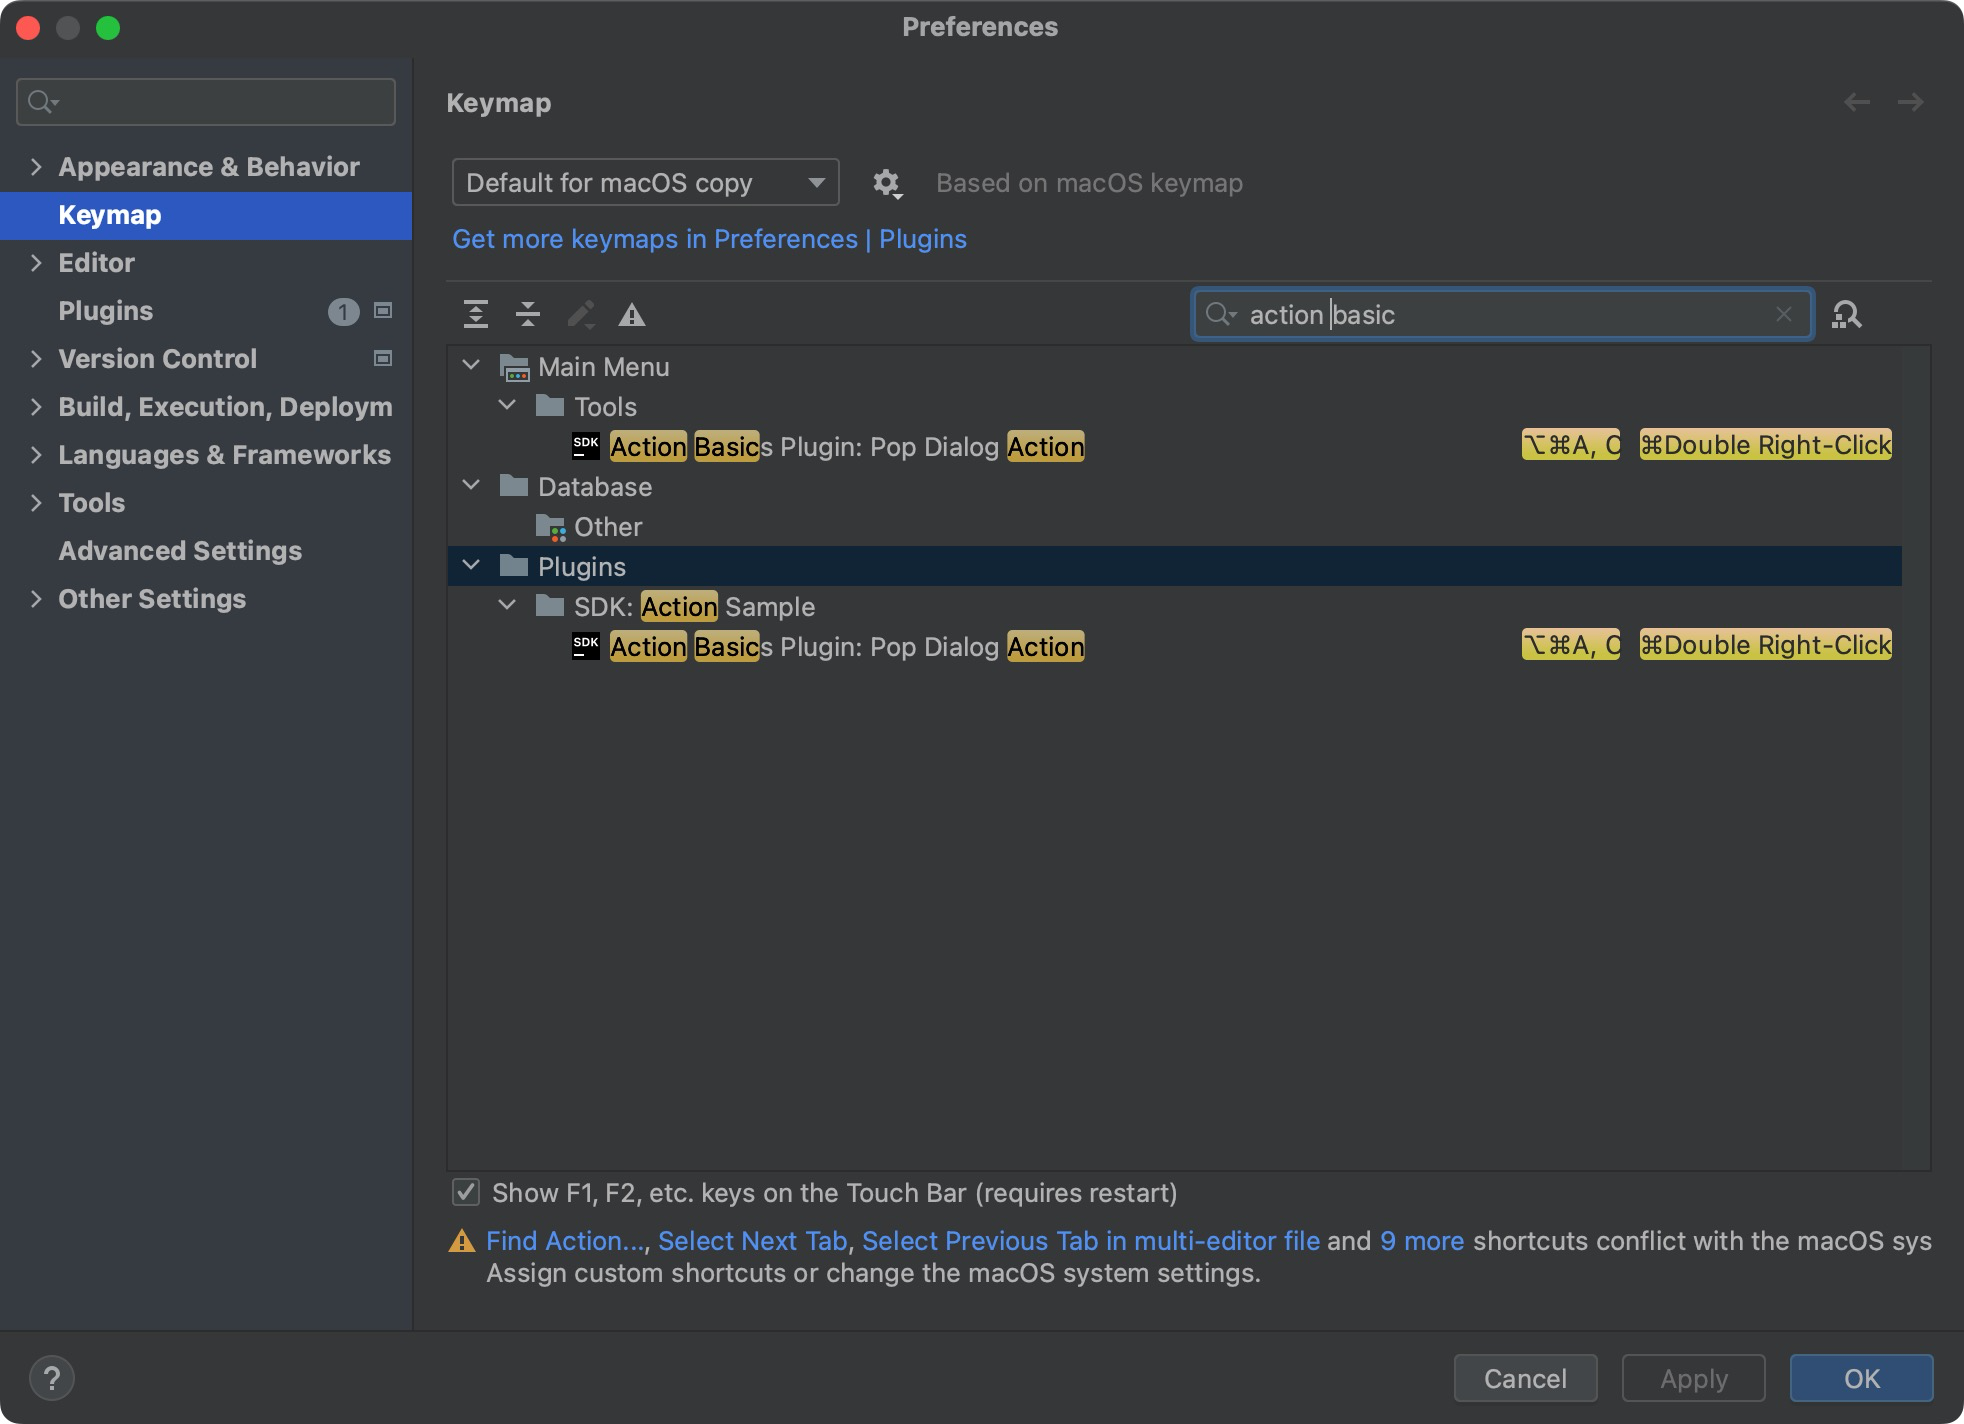 Preferences
Appearance & Behavior
Keymap
Editor
Plugins 1
Version Control
Build, Execution, Deploym
Languages & Frameworks
Tools
Advanced Settings
Other Settings
Keymap
Default for macOS copy Based on macOS keymap
Get more keymaps in Preferences | Plugins
action basic
Main Menu
Tools
SDK Action Basics Plugin: Pop Dialog Action ⌥⌘A, C ⌘Double Right-Click
Database
Other
Plugins
SDK: Action Sample
SDK Action Basics Plugin: Pop Dialog Action ⌥⌘A, C ⌘Double Right-Click
Show F1, F2, etc. keys on the Touch Bar (requires restart)
Find Action..., Select Next Tab, Select Previous Tab in multi-editor file and 9 more shortcuts conflict with the macOS sys
Assign custom shortcuts or change the macOS system settings.
? Cancel Apply OK